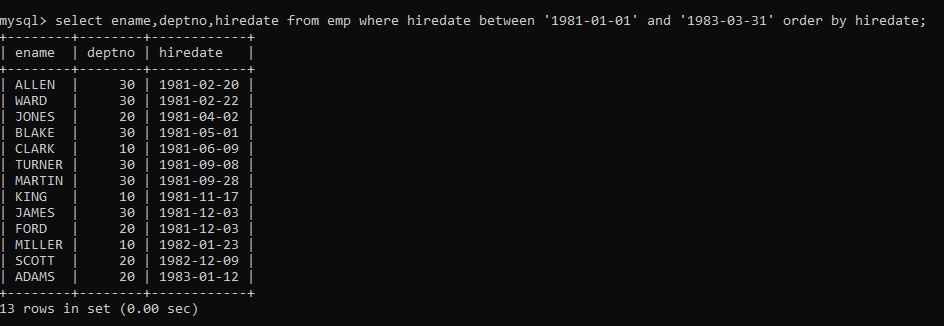 mysql> select ename,deptno,hiredate from emp where hiredate between '1981-01-01' and '1983-03-31' order by hiredate;
+--------+--------+------------+
| ename  | deptno | hiredate   |
+--------+--------+------------+
| ALLEN  |     30 | 1981-02-20 |
| WARD   |     30 | 1981-02-22 |
| JONES  |     20 | 1981-04-02 |
| BLAKE  |     30 | 1981-05-01 |
| CLARK  |     10 | 1981-06-09 |
| TURNER |     30 | 1981-09-08 |
| MARTIN |     30 | 1981-09-28 |
| KING   |     10 | 1981-11-17 |
| JAMES  |     30 | 1981-12-03 |
| FORD   |     20 | 1981-12-03 |
| MILLER |     10 | 1982-01-23 |
| SCOTT  |     20 | 1982-12-09 |
| ADAMS  |     20 | 1983-01-12 |
+--------+--------+------------+
13 rows in set (0.00 sec)